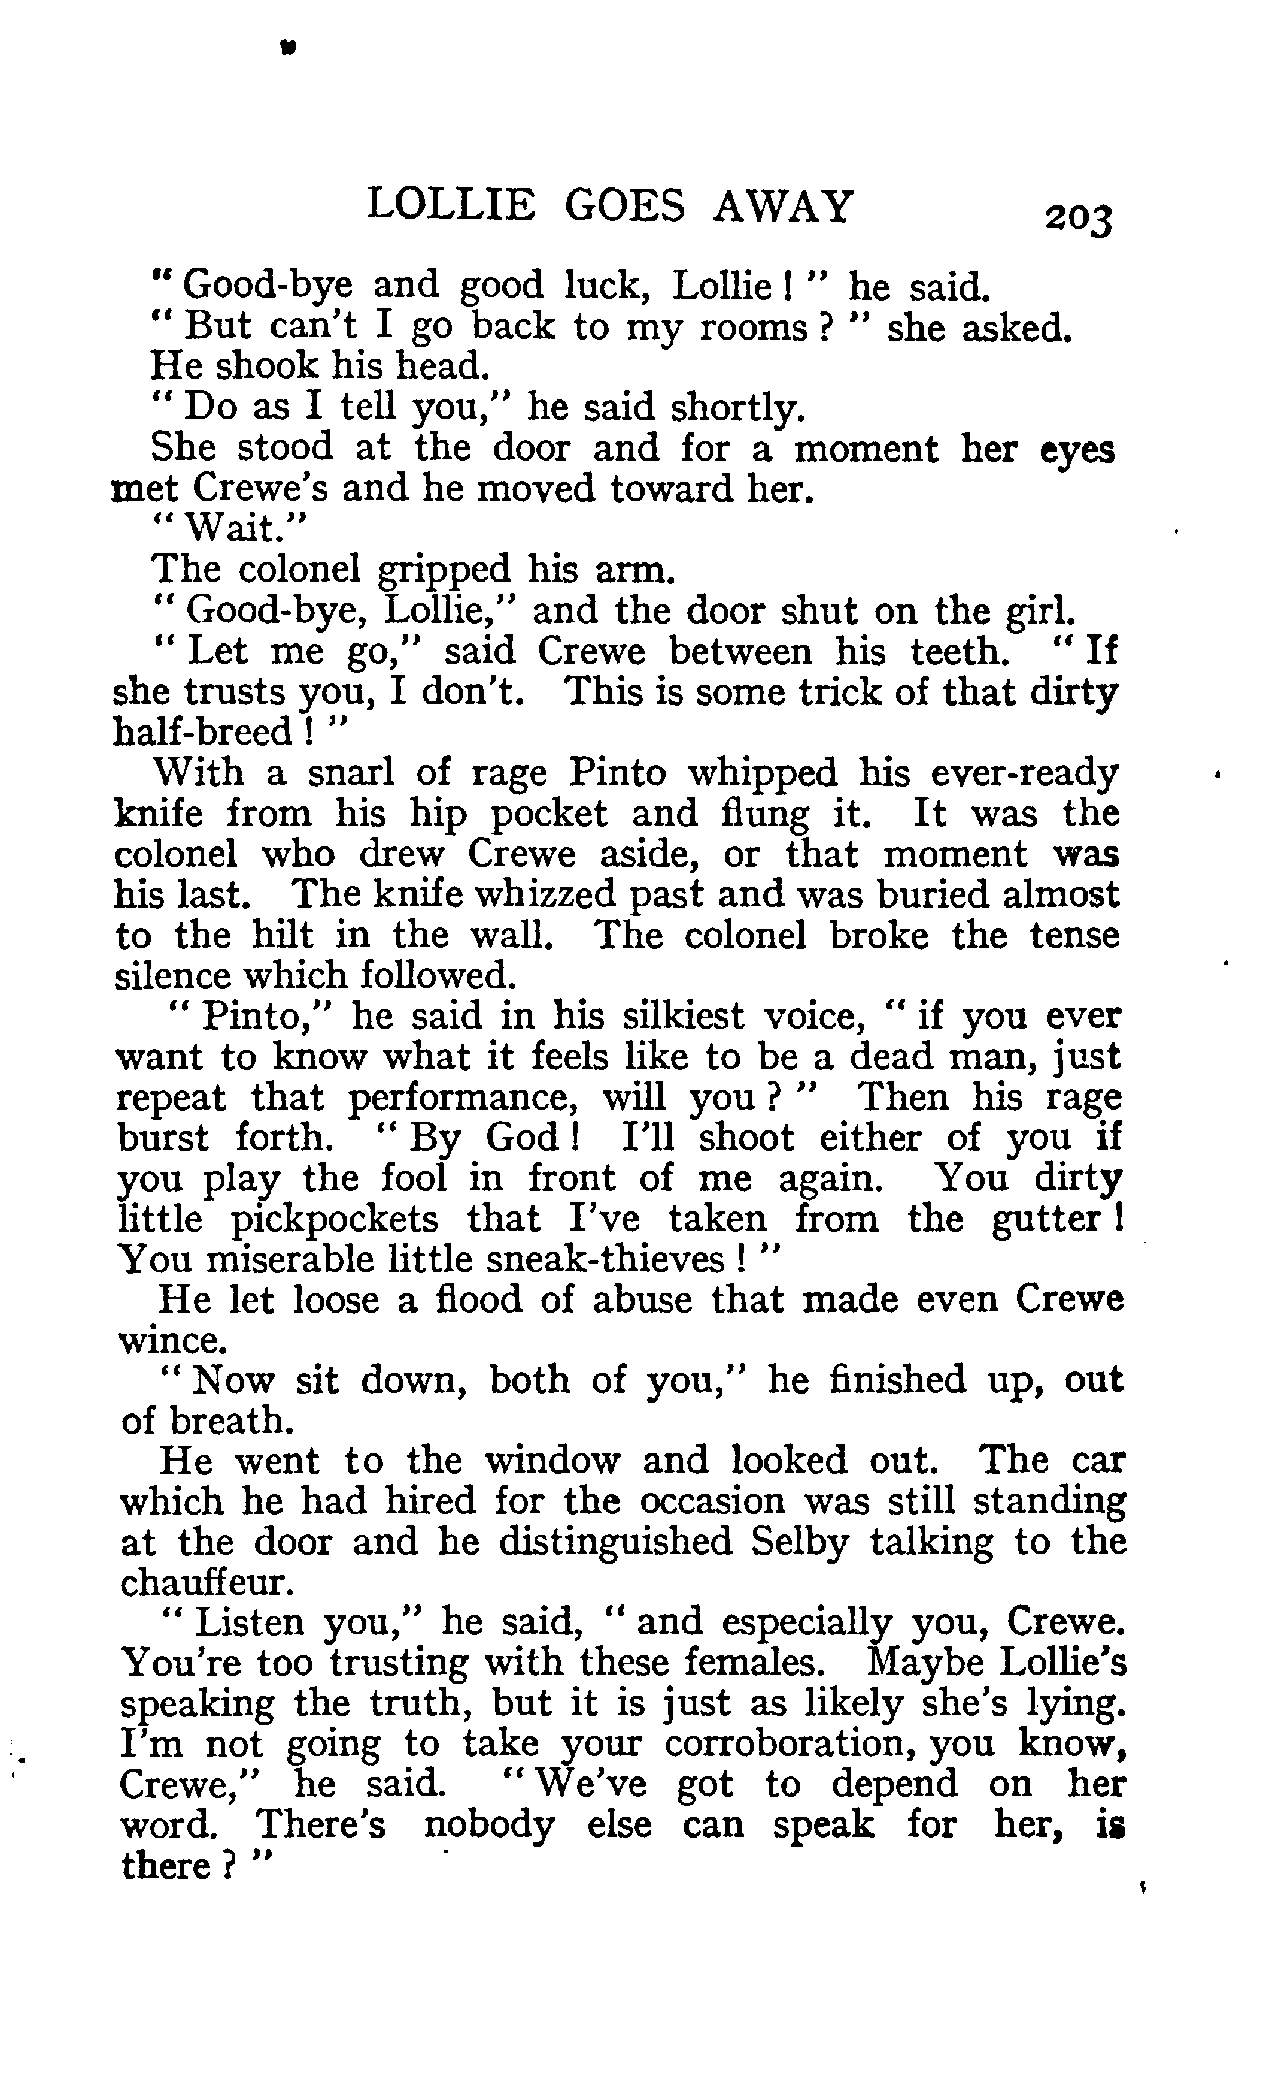 LOLLIE GOES AWAY 203
" Good-bye and good luck, Lollie ! " he said.
" But can't I go back to my rooms ? " she asked.
He shook his head.
" Do as I tell you," he said shortly.
She stood at the door and for a moment her eyes
met Crewe's and he moved toward her.
" Wait."
The colonel gripped his arm.
" Good-bye, Lollie," and the door shut on the girl.
" Let me go," said Crewe between his teeth. " If
she trusts you, I don't. This is some trick of that dirty
half-breed ! "
With a snarl of rage Pinto whipped his ever-ready
knife from his hip pocket and flung it. It was the
colonel who drew Crewe aside, or that moment was
his last. The knife whizzed past and was buried almost
to the hilt in the wall. The colonel broke the tense
silence which followed.
" Pinto," he said in his silkiest voice, " if you ever
want to know what it feels like to be a dead man, just
repeat that performance, will you ? " Then his rage
burst forth. " By God ! I'll shoot either of you if
you play the fool in front of me again. You dirty
little pickpockets that I've taken from the gutter !
You miserable little sneak-thieves ! "
He let loose a flood of abuse that made even Crewe
wince.
" Now sit down, both of you," he finished up, out
of breath.
He went to the window and looked out. The car
which he had hired for the occasion was still standing
at the door and he distinguished Selby talking to the
chauffeur.
" Listen you," he said, " and especially you, Crewe.
You're too trusting with these females. Maybe Lollie's
speaking the truth, but it is just as likely she's lying.
I'm not going to take your corroboration, you know,
Crewe," he said. " We've got to depend on her
word. There's nobody else can speak for her, is
there ? "